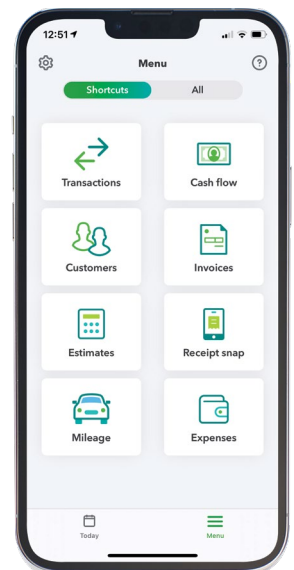 12:51
Menu
?
Shortcuts All
Transactions Cash flow
Customers Invoices
Estimates Receipt snap
Mileage Expenses
Today Menu